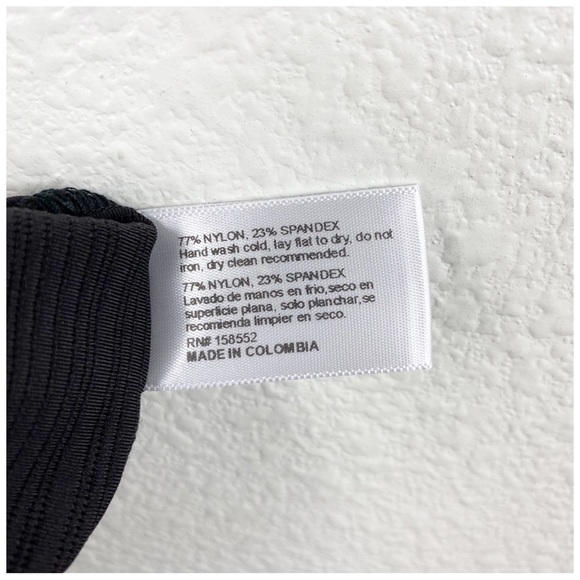 77% NYLON, 23% SPANDEX
Hand wash cold, lay flat to dry, do not
iron, dry clean recommended.
77% NYLON, 23% SPANDEX
Lavado de manos en frio,seco en
superficie plana, solo planchar,se
recomienda limpier en seco.
RN# 158552
MADE IN COLOMBIA